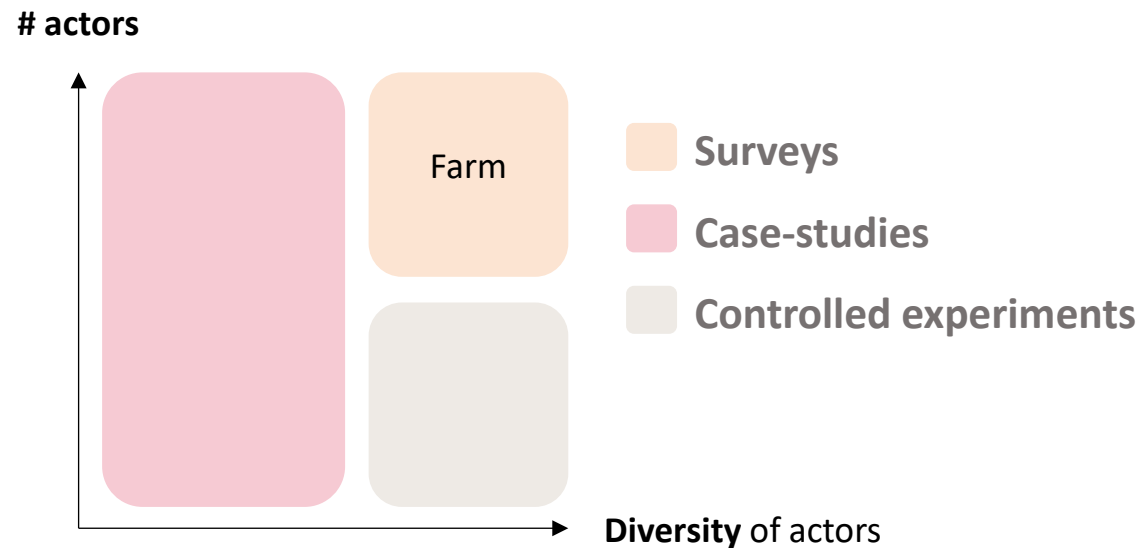 # actors
Farm
Surveys
Case-studies
Controlled experiments
Diversity of actors